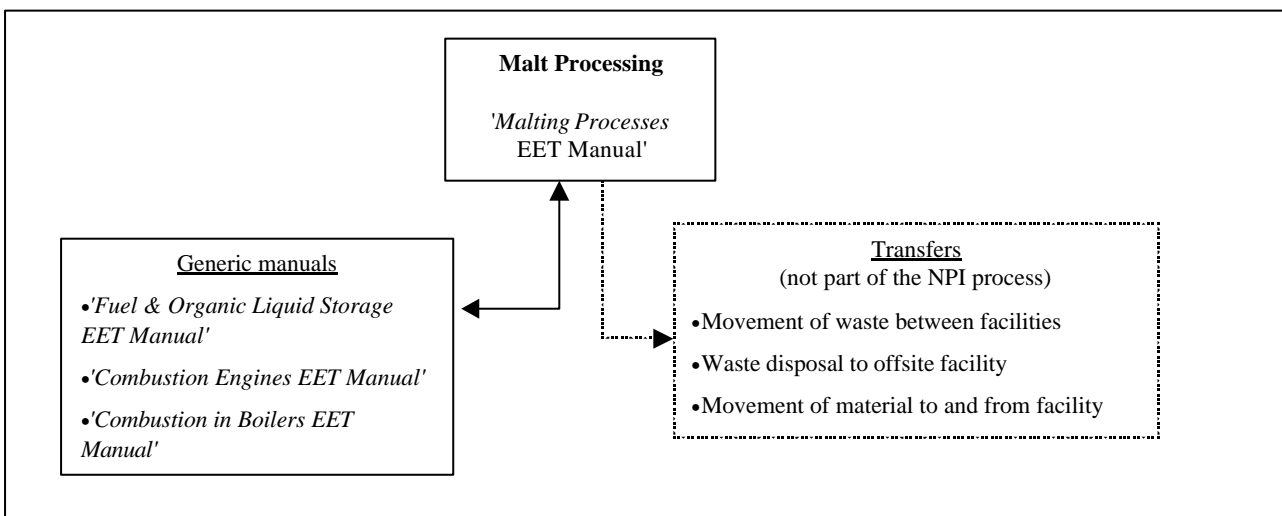 Malt Processing
'Malting Processes
EET Manual'
Generic manuals
•'Fuel & Organic Liquid Storage
EET Manual'
•'Combustion Engines EET Manual'
•'Combustion in Boilers EET
Manual'
Transfers
(not part of the NPI process)
•Movement of waste between facilities
•Waste disposal to offsite facility
•Movement of material to and from facility